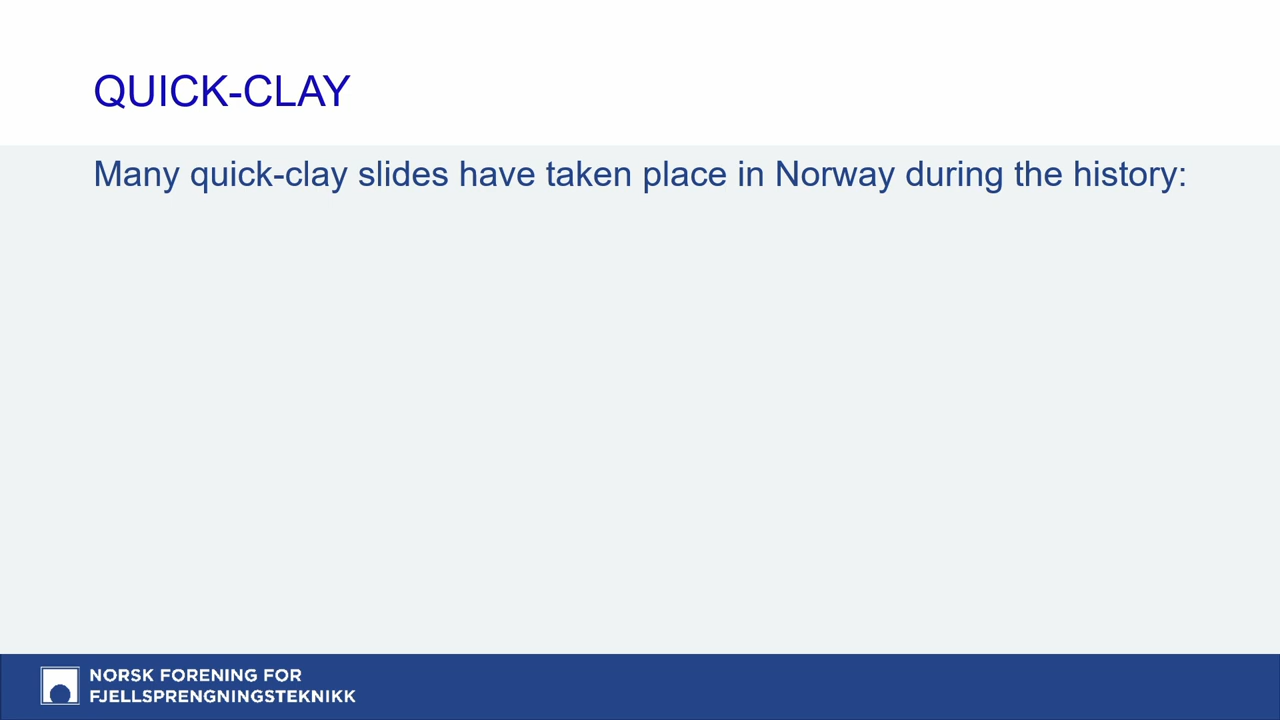 QUICK-CLAY
Many quick-clay slides have taken place in Norway during the history:
NORSK FORENING FOR
FJELLSPRENGNINGSTEKNIKK